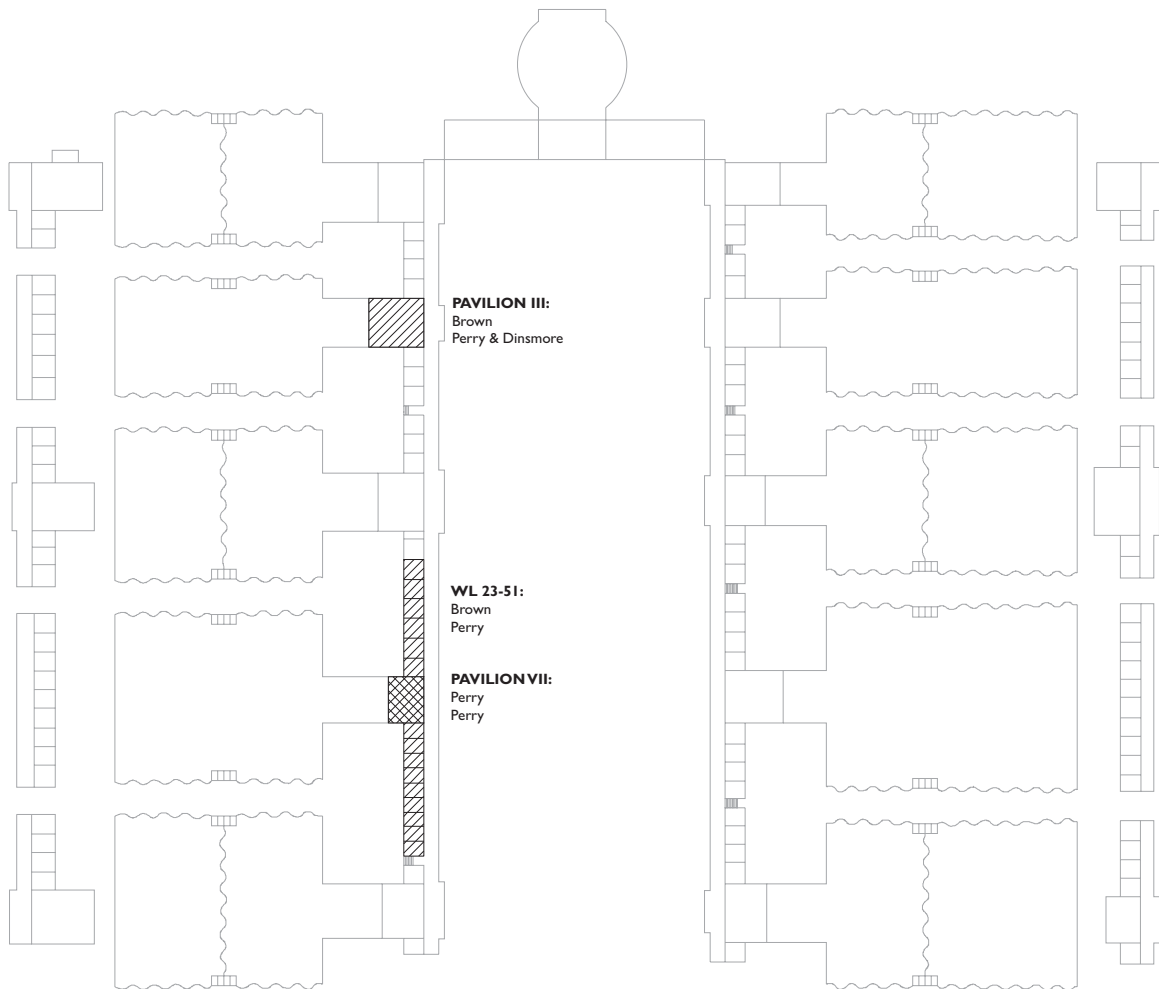 PAVILION III:
Brown
Perry & Dinsmore
WL 23-51:
Brown
Perry
PAVILION VII:
Perry
Perry